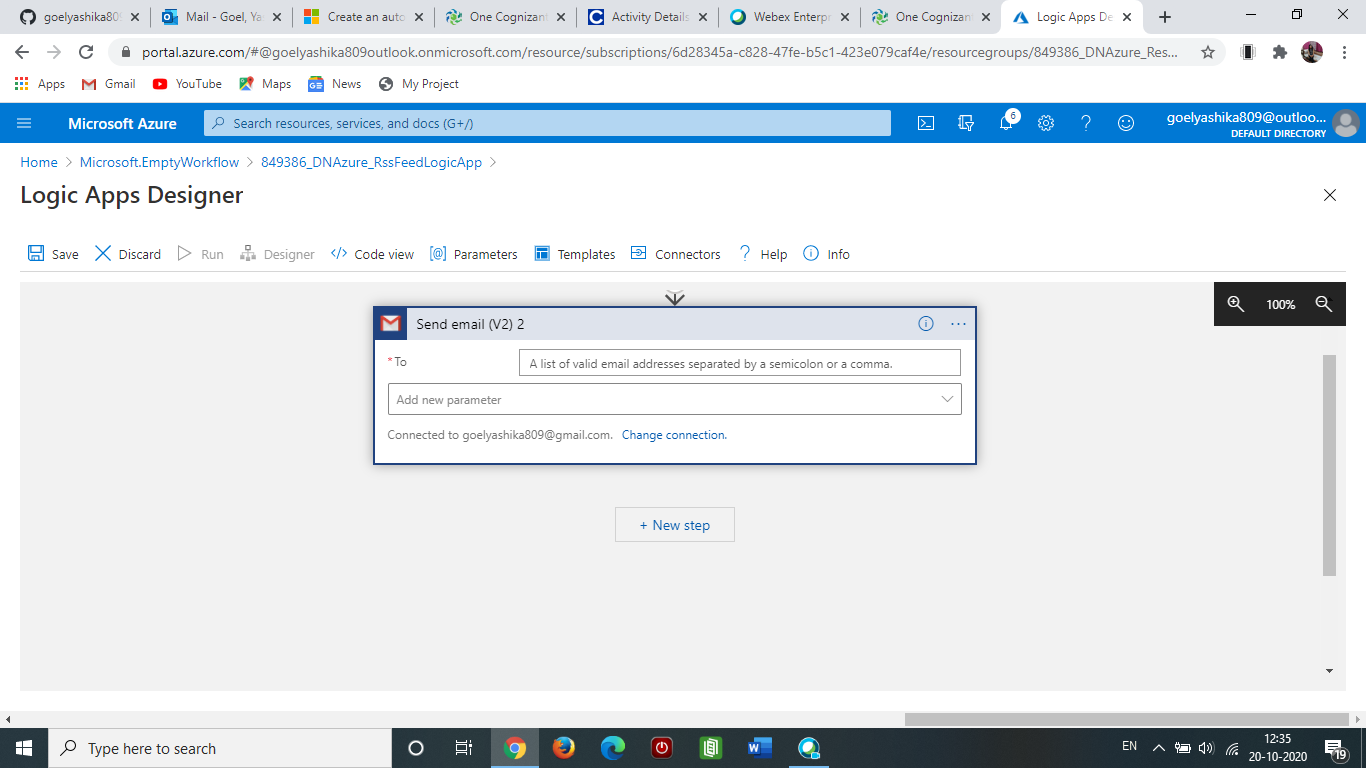 goelyashika80
Mail - Goel, Ya
Create an auto
One Cognizan
Activity Details
Webex Enterp
One Cognizan
Logic Apps De
portal.azure.com/#@goelyashika809outlook.onmicrosoft.com/resource/subscriptions/6d28345a-c828-47fe-b5c1-423e079caf4e/resourcegroups/849386_DNAzure_Res...
Apps
Gmail
YouTube
Maps
News
My Project
Microsoft Azure
Search resources, services, and docs (G+/)
6
goelyashika809@outloo...
DEFAULT DIRECTORY
Home > Microsoft.EmptyWorkflow > 849386_DNAzure_RssFeedLogicApp >
Logic Apps Designer
Save
Discard
Run
Designer
Code view
Parameters
Templates
Connectors
Help
Info
100%
Send email (V2) 2
* To
A list of valid email addresses separated by a semicolon or a comma.
Add new parameter
Connected to goelyashika809@gmail.com. Change connection.
+ New step
Type here to search
EN
12:35
20-10-2020
19